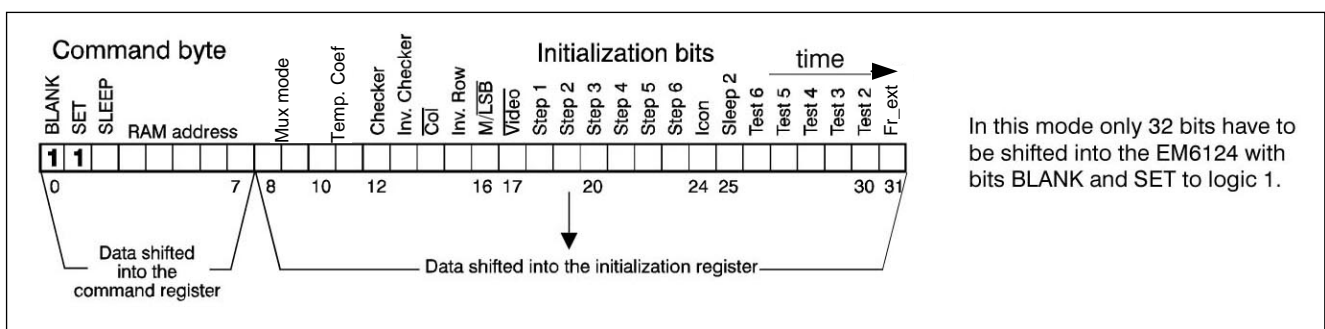 Command byte
Initialization bits
time
BLANK
SET
SLEEP
RAM address
Mux mode
Temp. Coef
Checker
Inv. Checker
Col
Inv. Row
M/LSB
Video
Step 1
Step 2
Step 3
Step 4
Step 5
Step 6
Icon
Sleep 2
Test 6
Test 5
Test 4
Test 3
Test 2
Fr_ext
1 1
0 7 8 10 12 16 17 20 24 25 30 31
Data shifted
into the
command register
Data shifted into the initialization register
In this mode only 32 bits have to
be shifted into the EM6124 with
bits BLANK and SET to logic 1.